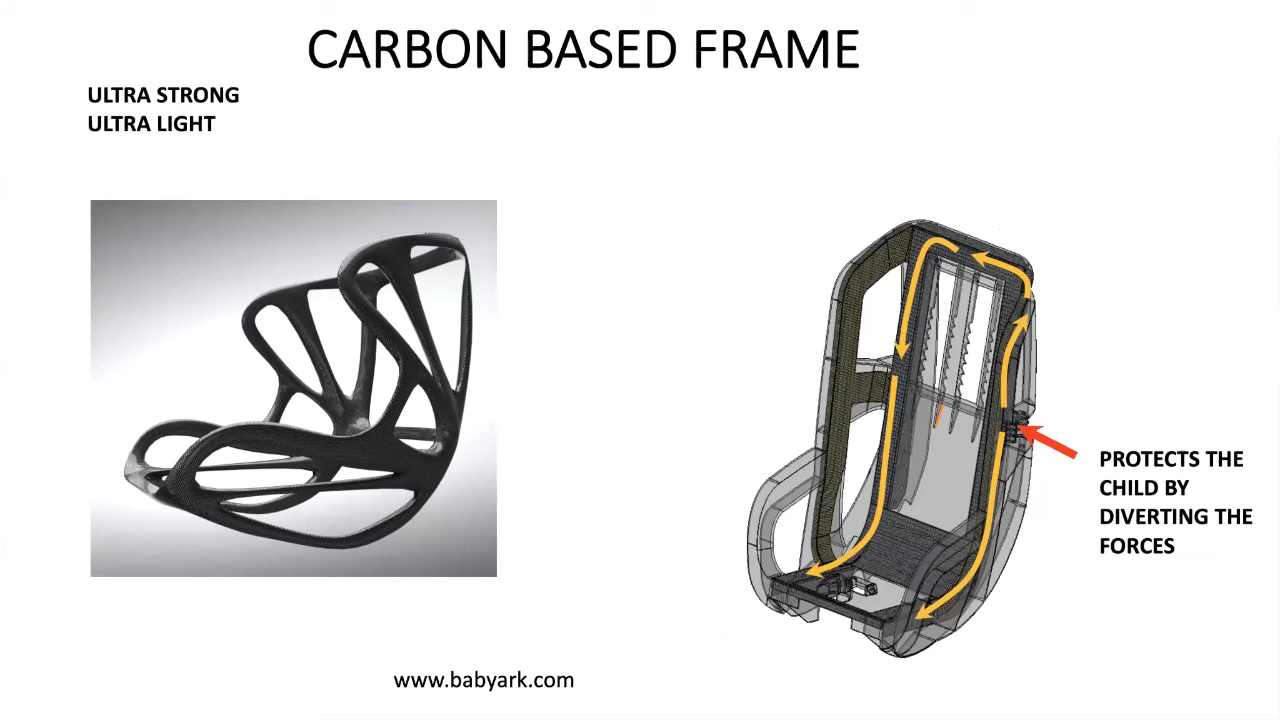 CARBON BASED FRAME
ULTRA STRONG
ULTRA LIGHT
PROTECTS THE
CHILD BY
DIVERTING THE
FORCES
www.babyark.com